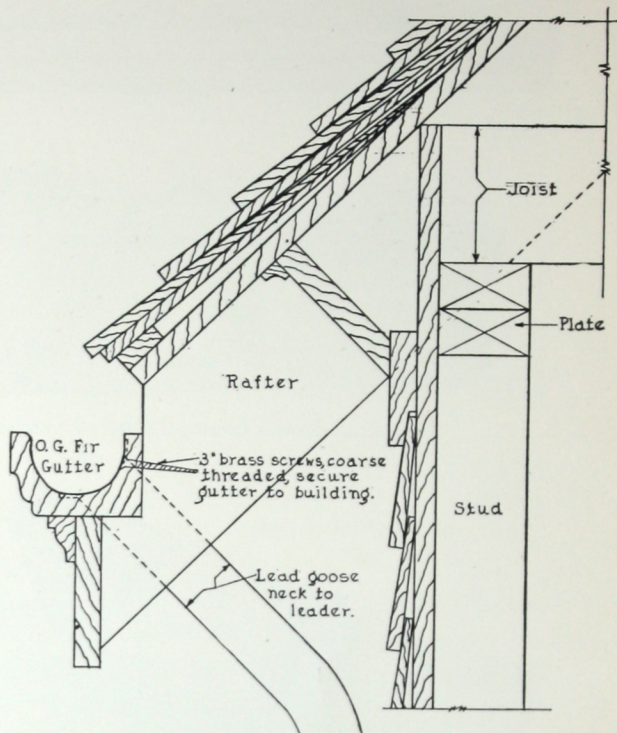 Joist
Plate
Rafter
O.G. Fir
Gutter
3" brass screws, coarse
threaded, secure
gutter to building.
Stud
Lead goose
neck to
leader.